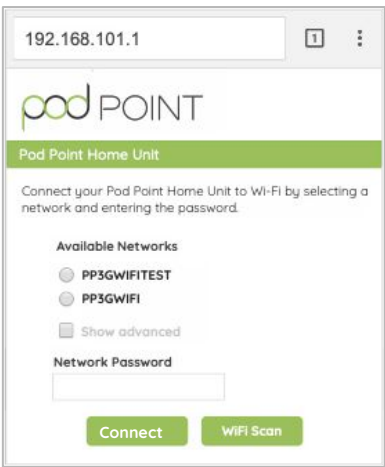 192.168.101.1
1
pod POINT
Pod Point Home Unit
Connect your Pod Point Home Unit to Wi-Fi by selecting a
network and entering the password.
Available Networks
PP3GWIFITEST
PP3GWIFI
Show advanced
Network Password
Connect
WiFi Scan